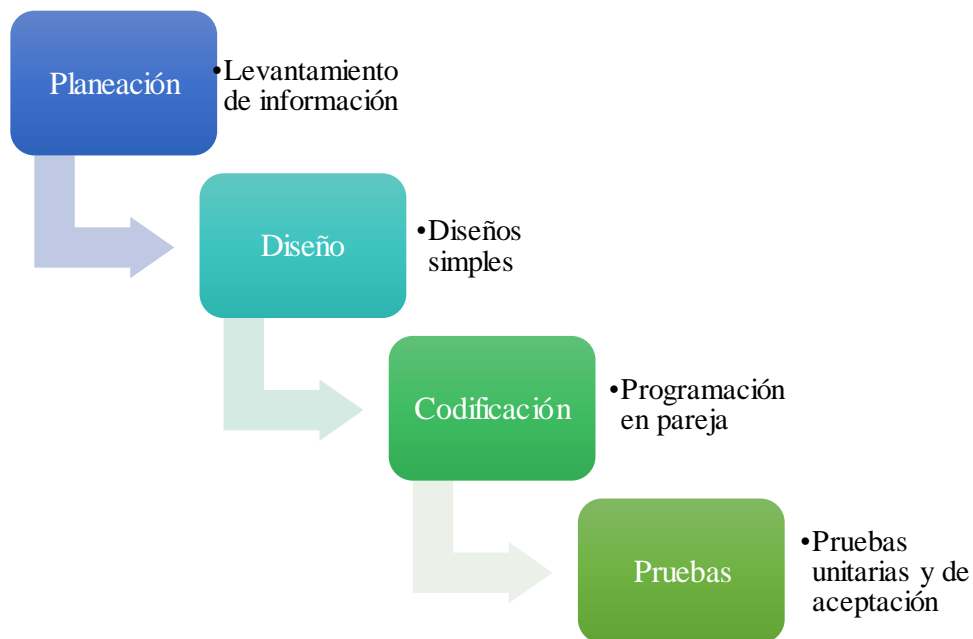 Planeación
•Levantamiento
de información
Diseño
•Diseños
simples
Codificación
•Programación
en pareja
Pruebas
•Pruebas
unitarias y de
aceptación